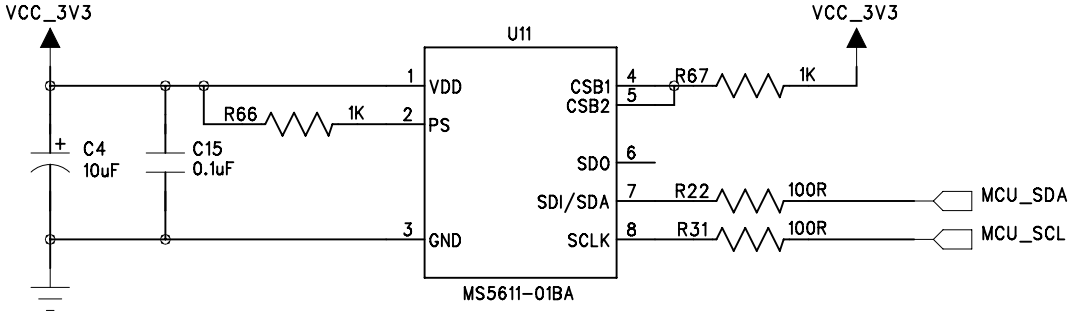 VCC_3V3
VCC_3V3
U11
1
VDD
4
CSB1
R67
1K
5
CSB2
R66
1K
2
PS
+
C4
10uF
C15
0.1uF
6
SDO
7
SDI/SDA
R22
100R
MCU_SDA
3
GND
8
SCLK
R31
100R
MCU_SCL
MS5611-01BA